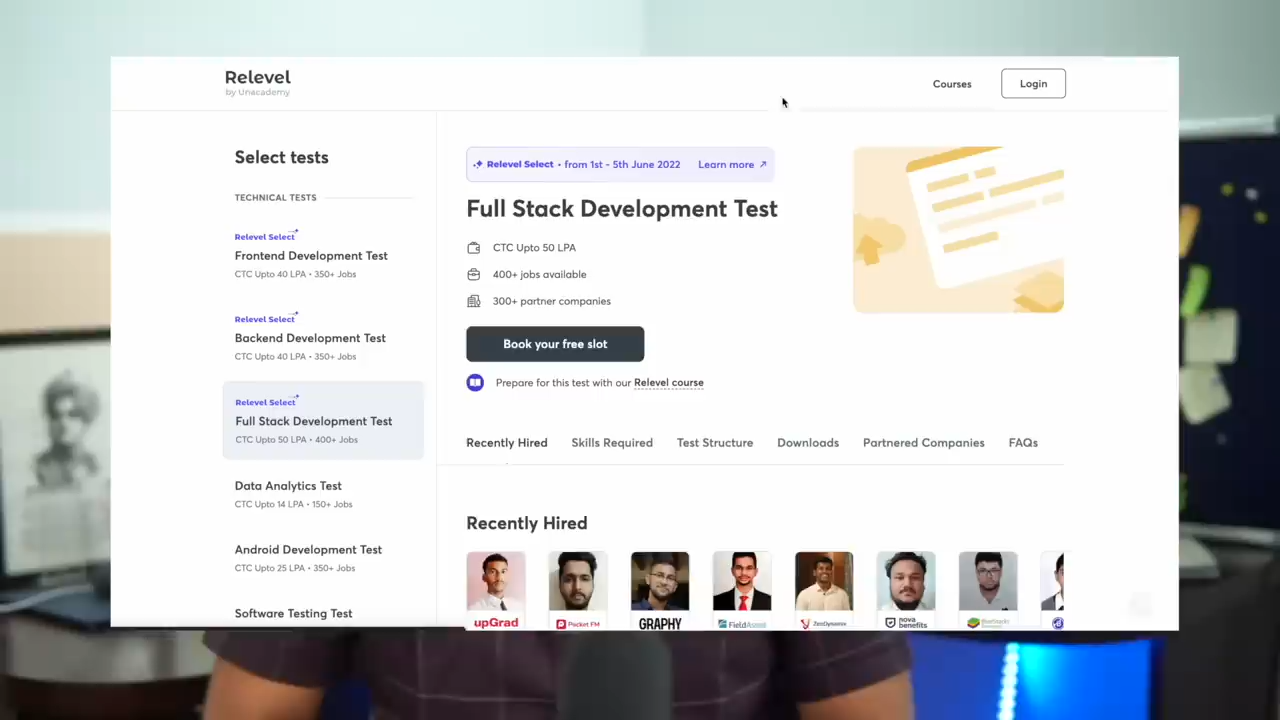 Relevel
by Unacademy
Courses
Login
Select tests
TECHNICAL TESTS
Relevel Select
Frontend Development Test
CTC Upto 40 LPA • 350+ Jobs
Relevel Select
Backend Development Test
CTC Upto 40 LPA • 350+ Jobs
Relevel Select
Full Stack Development Test
CTC Upto 50 LPA • 400+ Jobs
Data Analytics Test
CTC Upto 14 LPA • 150+ Jobs
Android Development Test
CTC Upto 25 LPA • 350+ Jobs
Software Testing Test
Relevel Select • from 1st - 5th June 2022 Learn more
Full Stack Development Test
CTC Upto 50 LPA
400+ jobs available
300+ partner companies
Book your free slot
Prepare for this test with our Relevel course
Recently Hired Skills Required Test Structure Downloads Partnered Companies FAQs
Recently Hired
upGrad
Pocket FM
GRAPHY
FieldAssist
nova
benefits